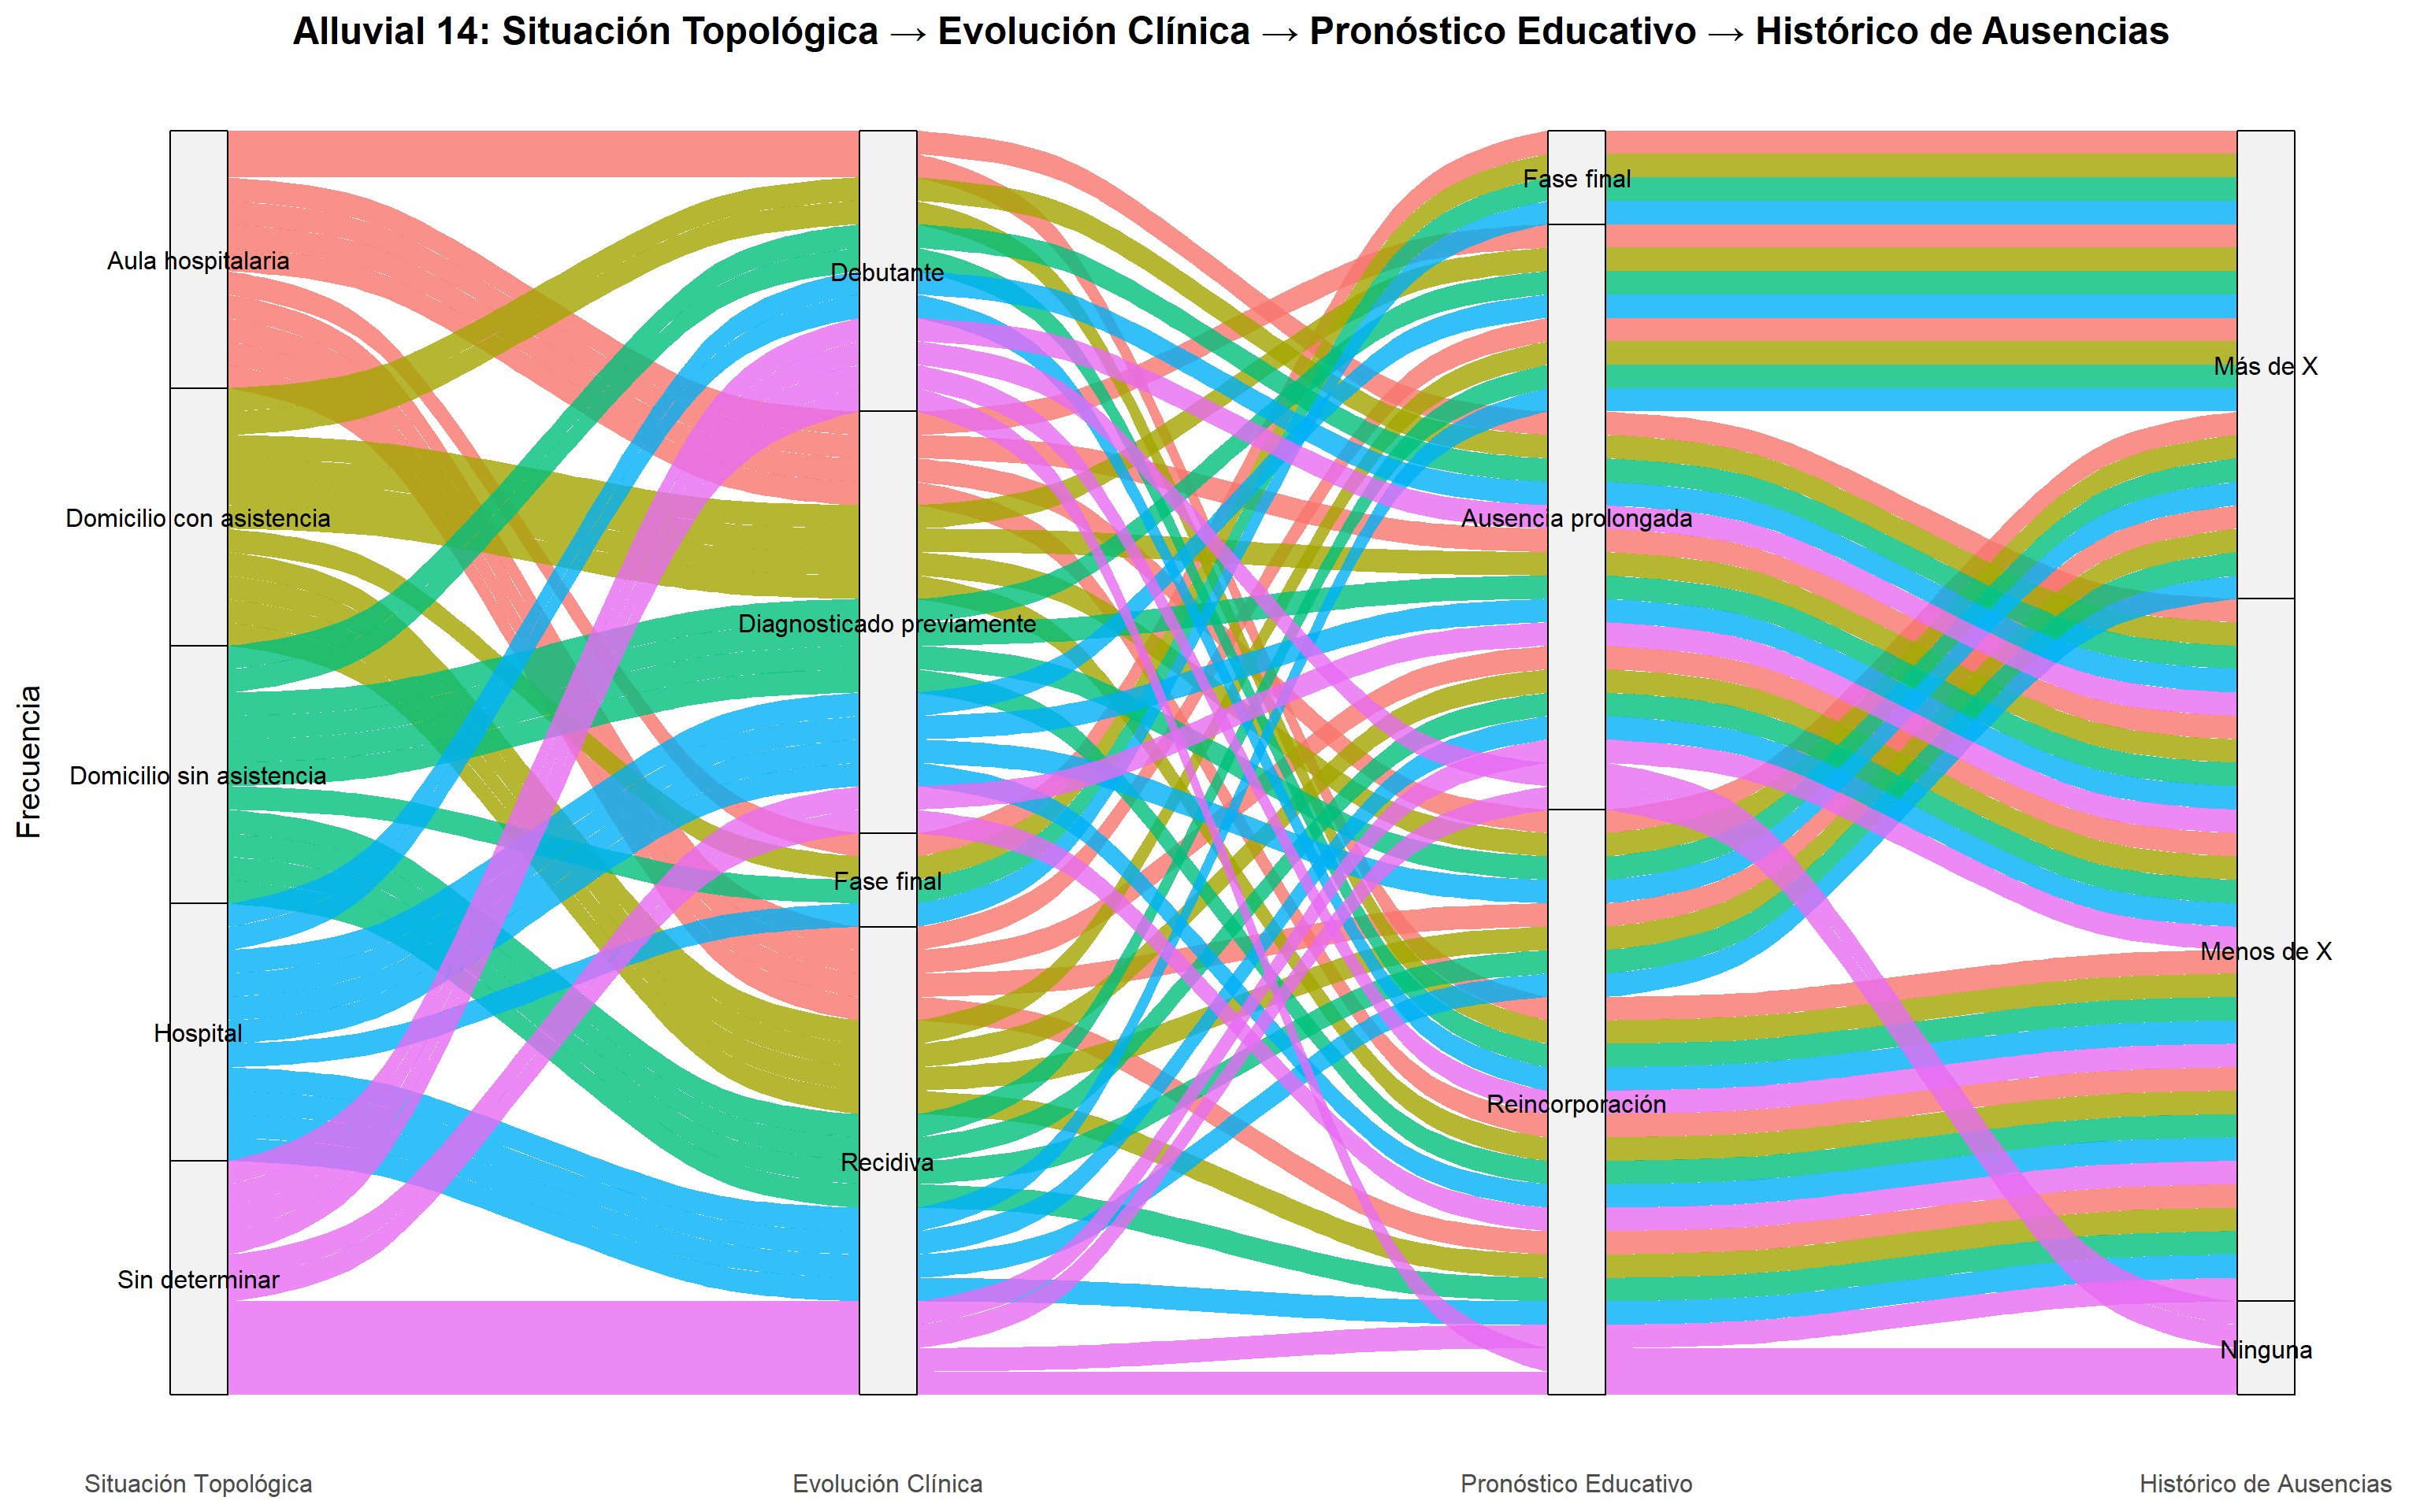 Alluvial 14: Situación Topológica → Evolución Clínica → Pronóstico Educativo → Histórico de Ausencias
Frecuencia
Aula hospitalaria
Domicilio con asistencia
Domicilio sin asistencia
Hospital
Sin determinar
Debutante
Diagnosticado previamente
Fase final
Recidiva
Fase final
Ausencia prolongada
Reincorporación
Más de X
Menos de X
Ninguna
Situación Topológica
Evolución Clínica
Pronóstico Educativo
Histórico de Ausencias